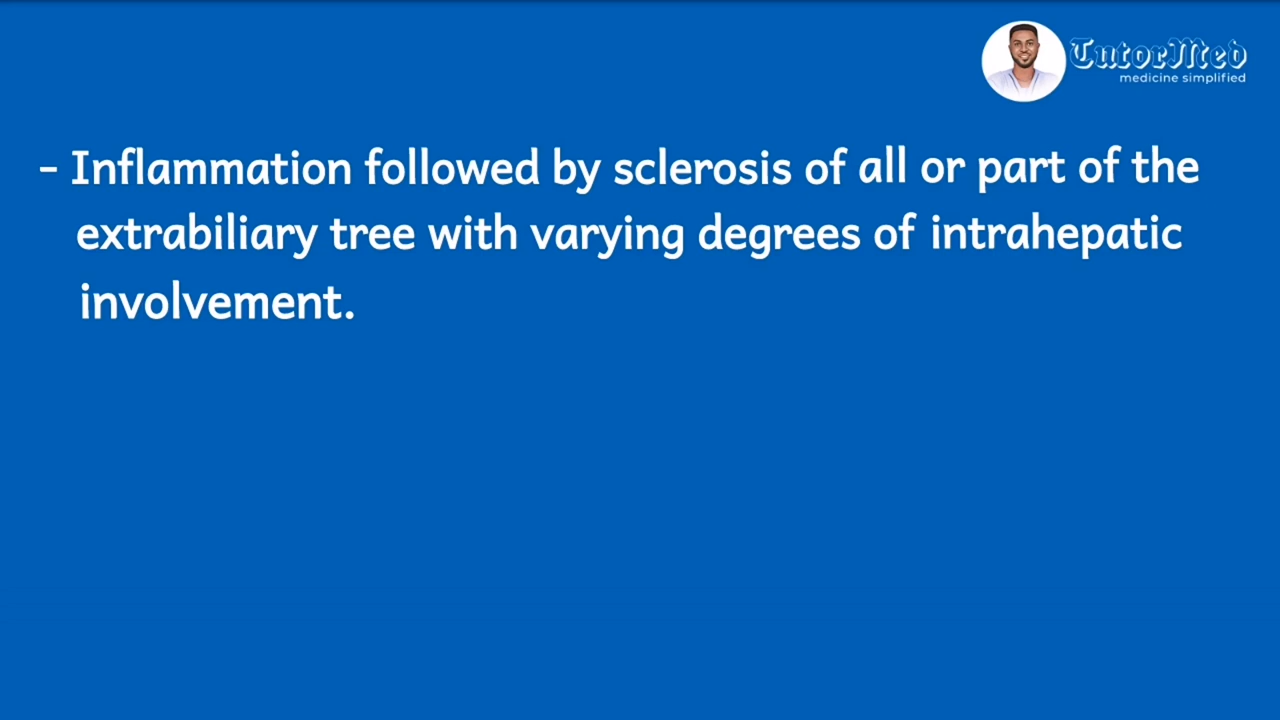 TutorMed
medicine simplified
- Inflammation followed by sclerosis of all or part of the
extrabiliary tree with varying degrees of intrahepatic
involvement.